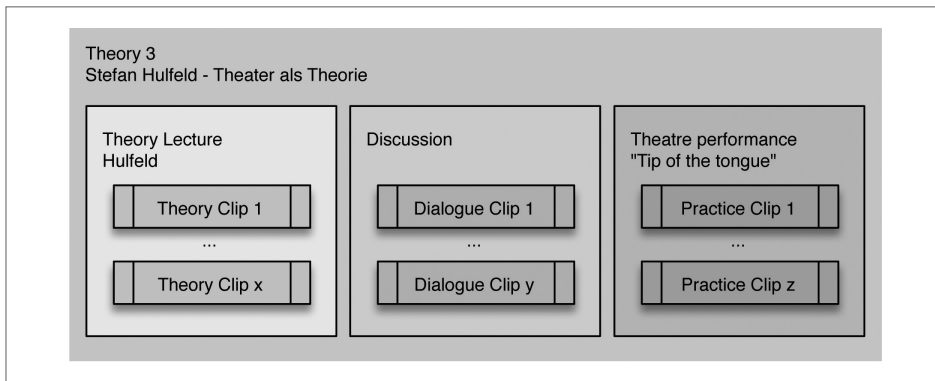 Theory 3
Stefan Hulfeld - Theater als Theorie
Theory Lecture
Hulfeld
Theory Clip 1
...
Theory Clip x
Discussion
Dialogue Clip 1
...
Dialogue Clip y
Theatre performance
"Tip of the tongue"
Practice Clip 1
...
Practice Clip z